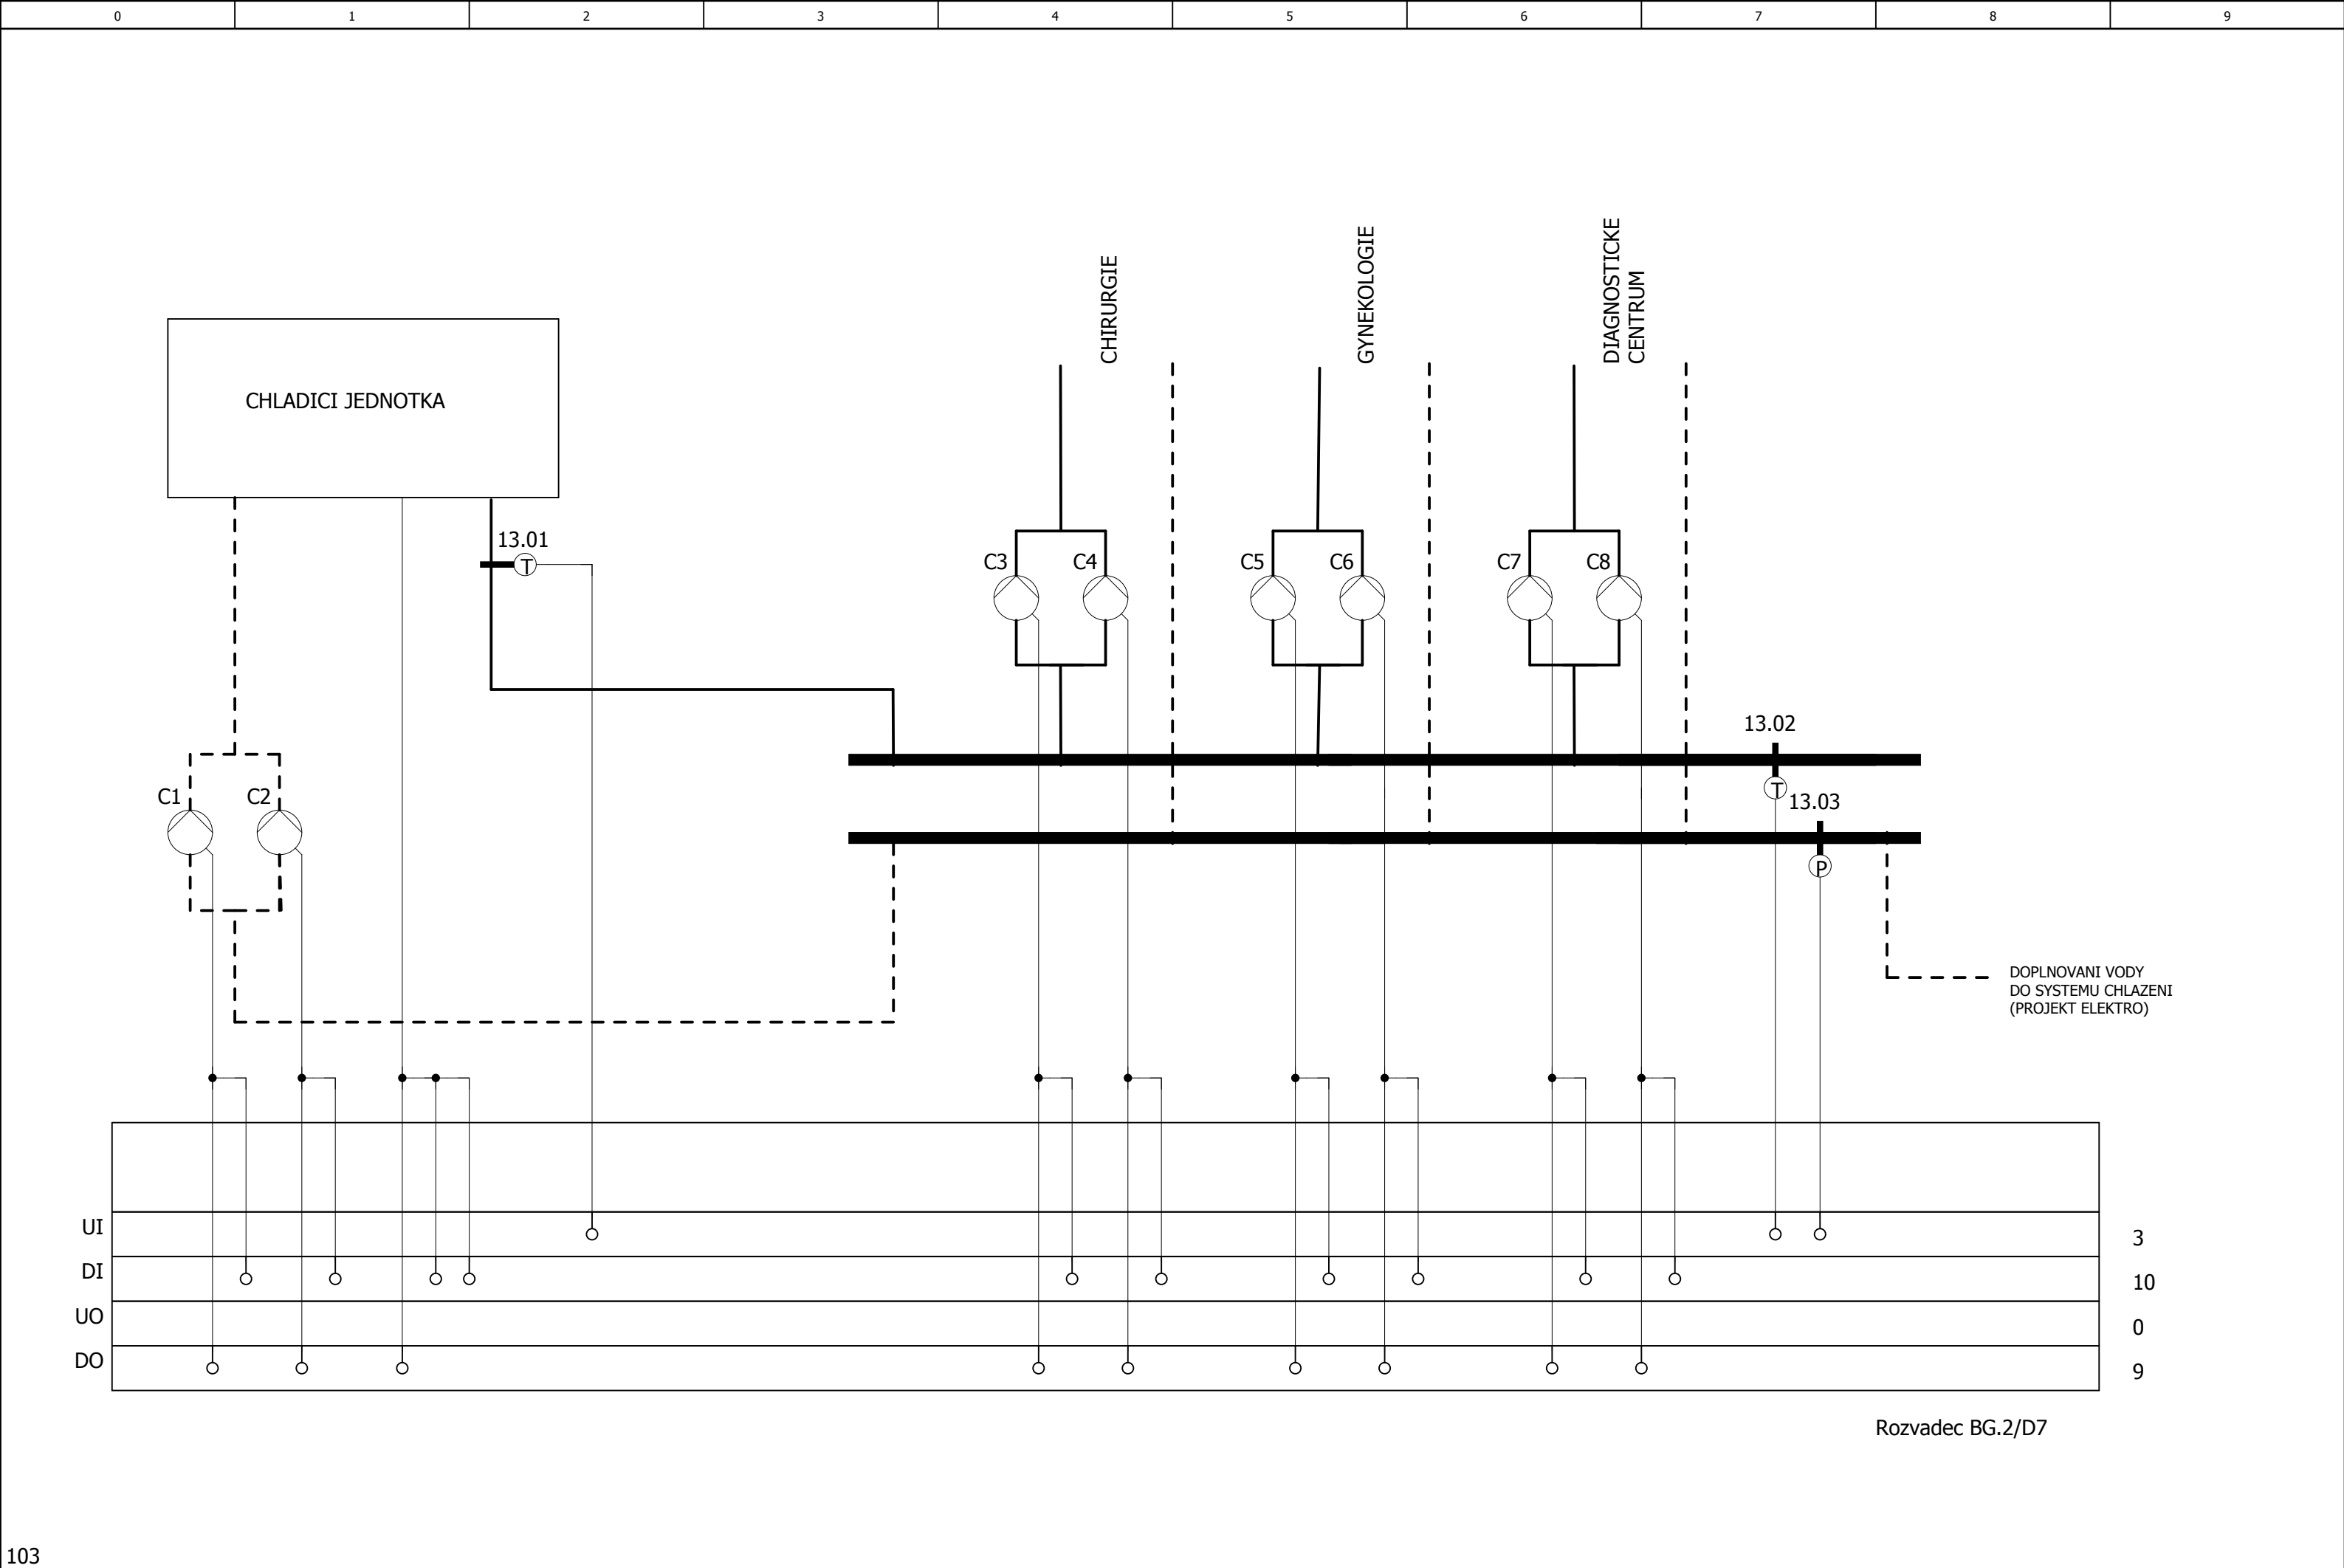 0 1 2 3 4 5 6 7 8 9
CHIRURGIE
GYNEKOLOGIE
DIAGNOSTICKE
CENTRUM
CHLADICI JEDNOTKA
13.01
T
C3 C4 C5 C6 C7 C8
13.02
T
C1 C2
13.03
P
DOPLNOVANI VODY
DO SYSTEMU CHLAZENI
(PROJEKT ELEKTRO)
UI 3
DI 10
UO 0
DO 9
Rozvadec BG.2/D7
103